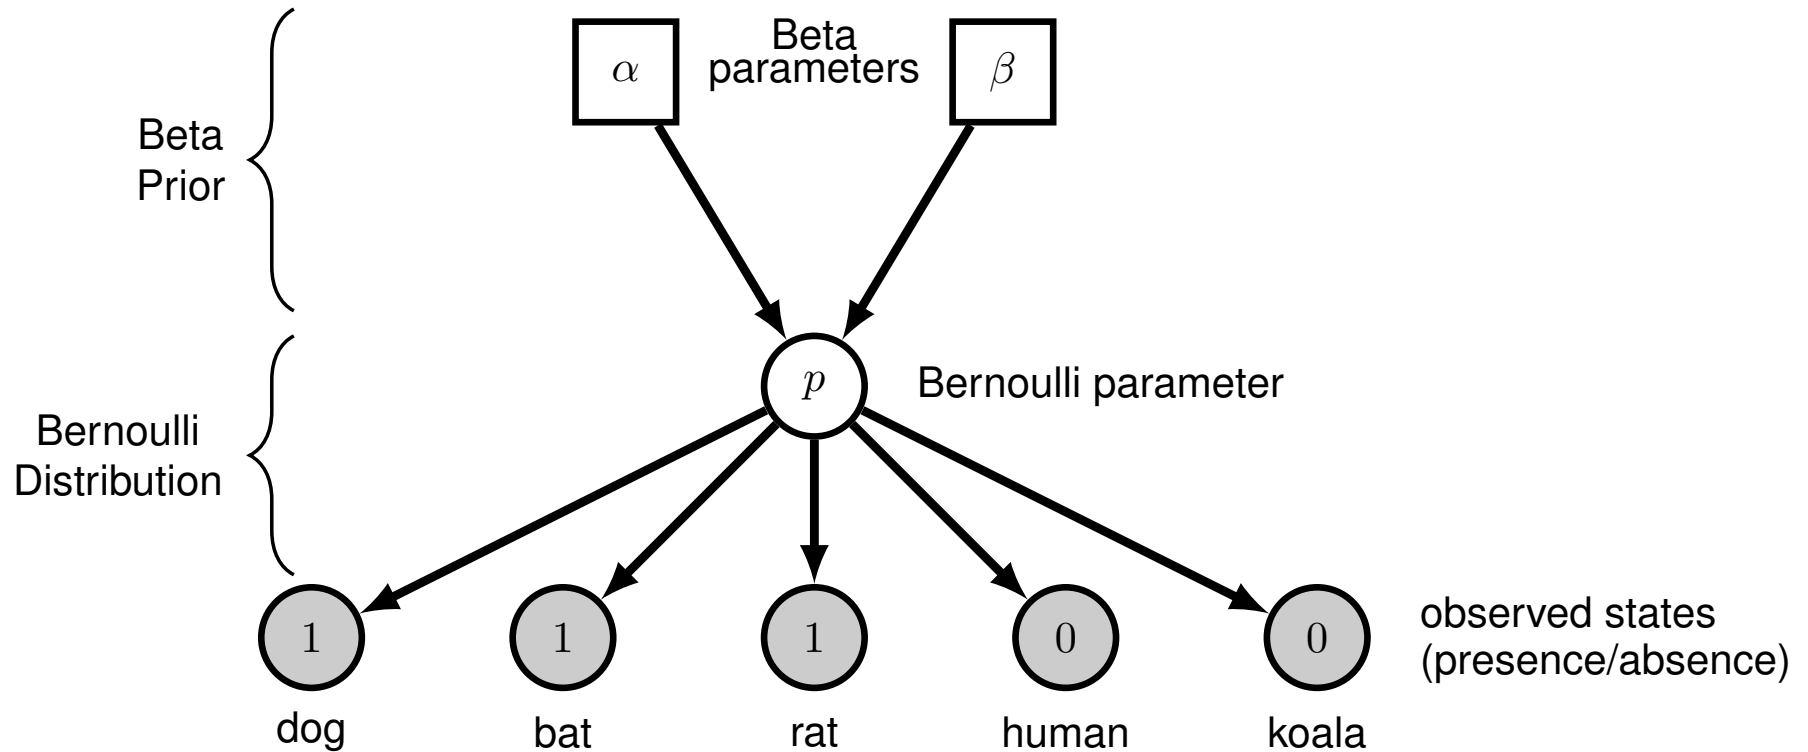 α
Beta
parameters
β
Beta
Prior
p
Bernoulli parameter
Bernoulli
Distribution
1
1
1
0
0
observed states
(presence/absence)
dog
bat
rat
human
koala